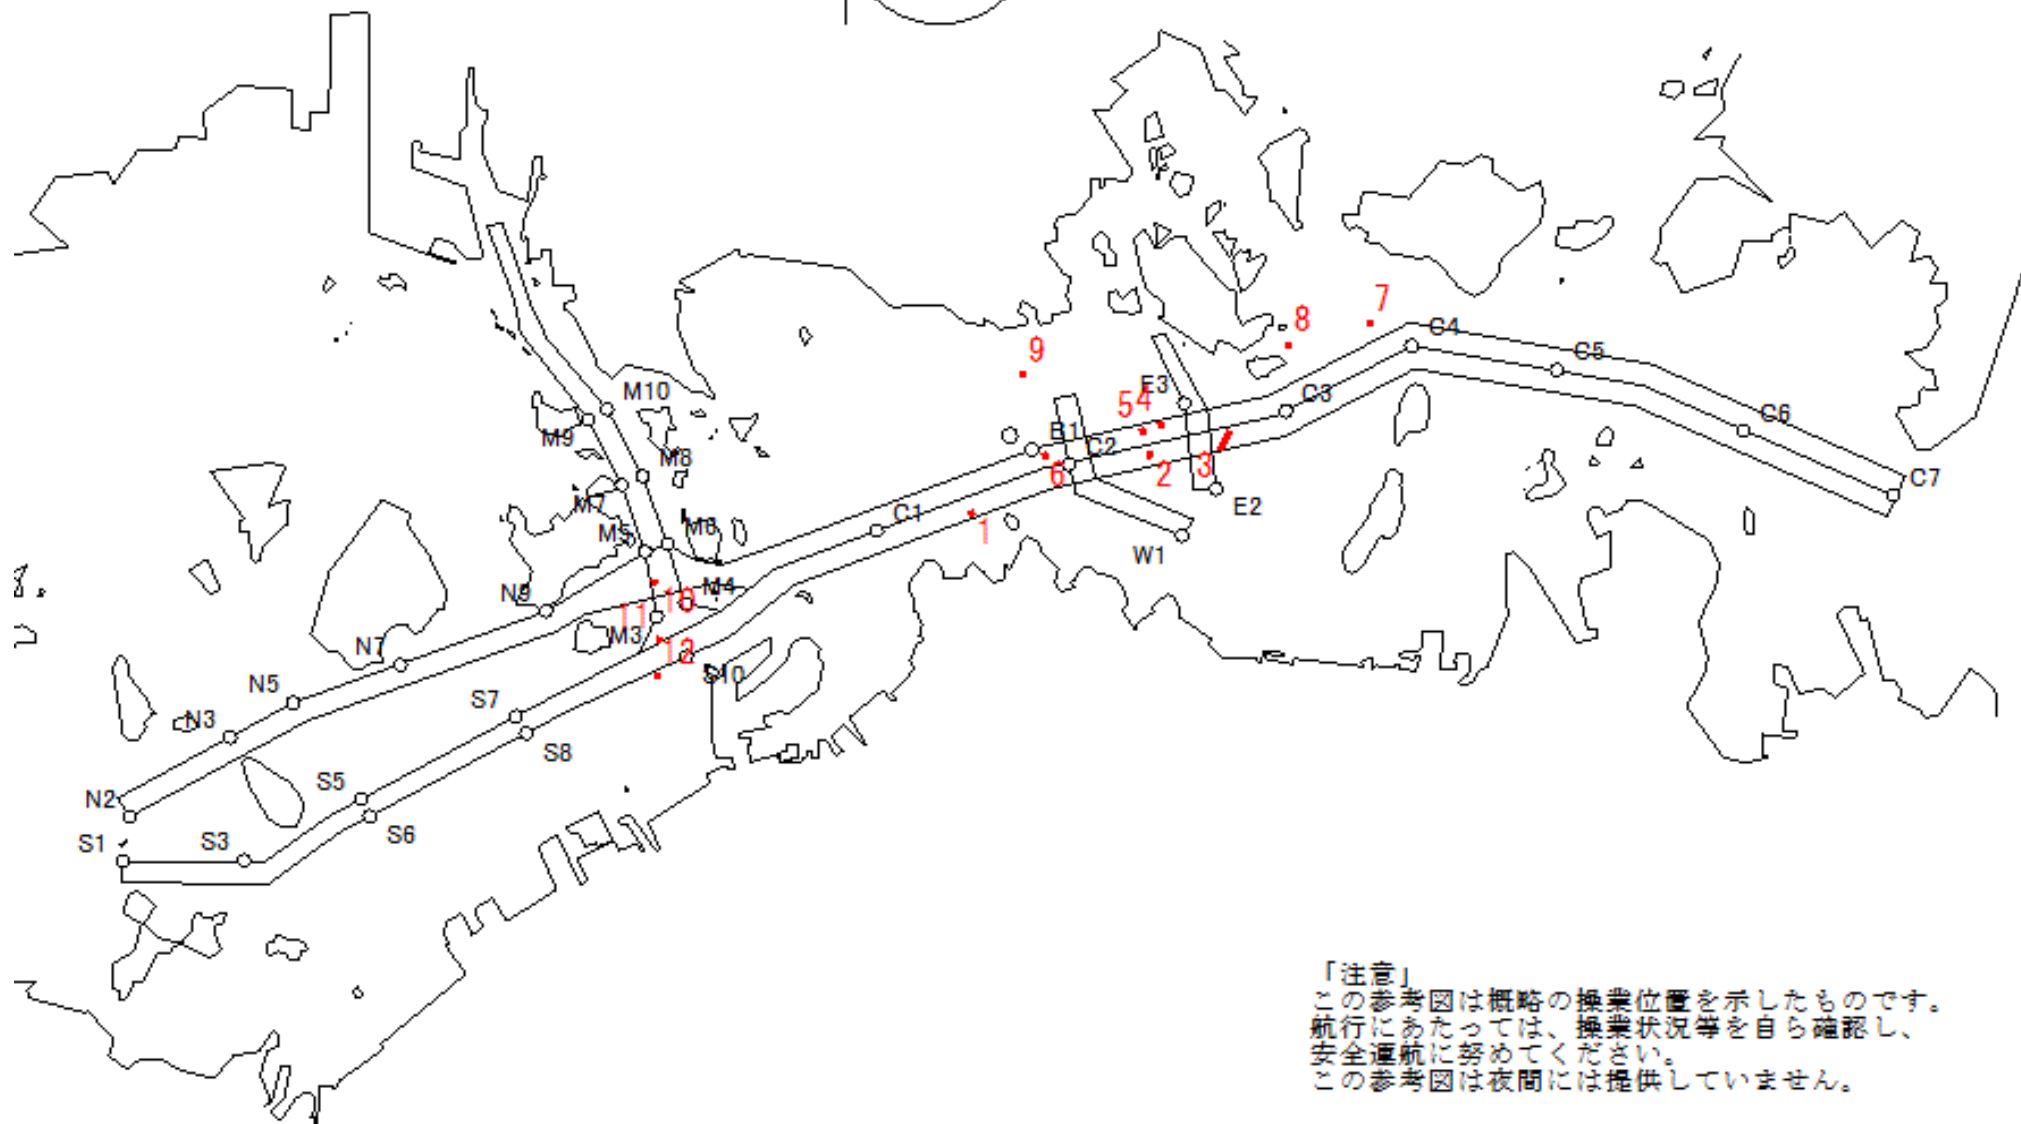 7
8
C4
9
C5
M10
E3
C3
5
4
C6
M9
B1
C2
M8
6
2
3
C7
M7
E2
C1
M5
M6
1
W1
N9
M4
10
11
M3
N7
12
S10
N5
S7
N3
S8
S5
N2
S6
S1
S3
「注意」
この参考図は概略の操業位置を示したものです。
航行にあたっては、操業状況等を自ら確認し、
安全運航に努めてください。
この参考図は夜間には提供していません。